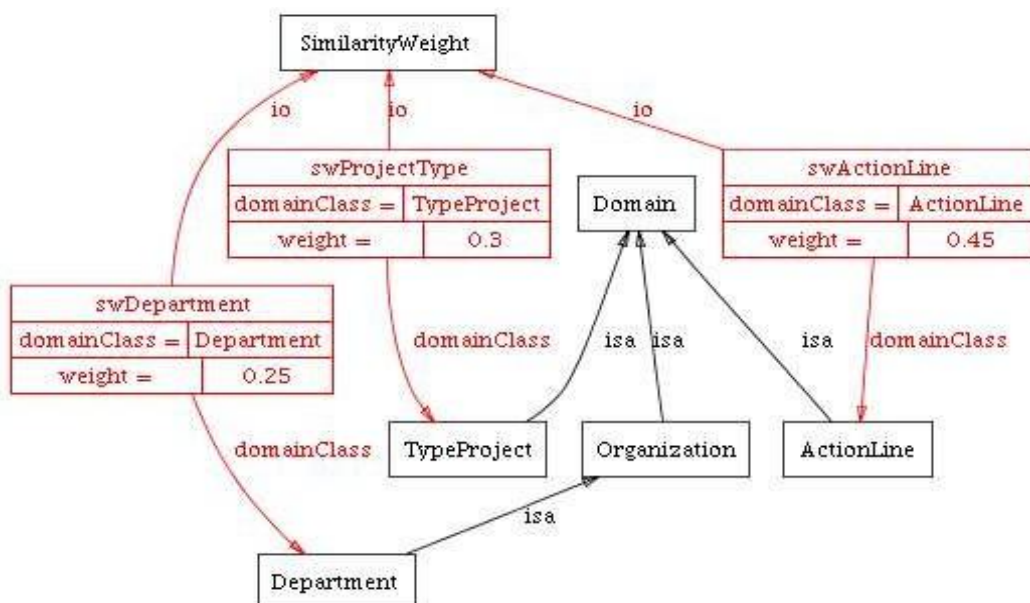 SimilarityWeight
io
io
io
swProjectType
domainClass = TypeProject
weight = 0.3
swActionLine
domainClass = ActionLine
weight = 0.45
Domain
swDepartment
domainClass = Department
weight = 0.25
domainClass
isa
isa
isa
domainClass
TypeProject
Organization
ActionLine
domainClass
isa
Department